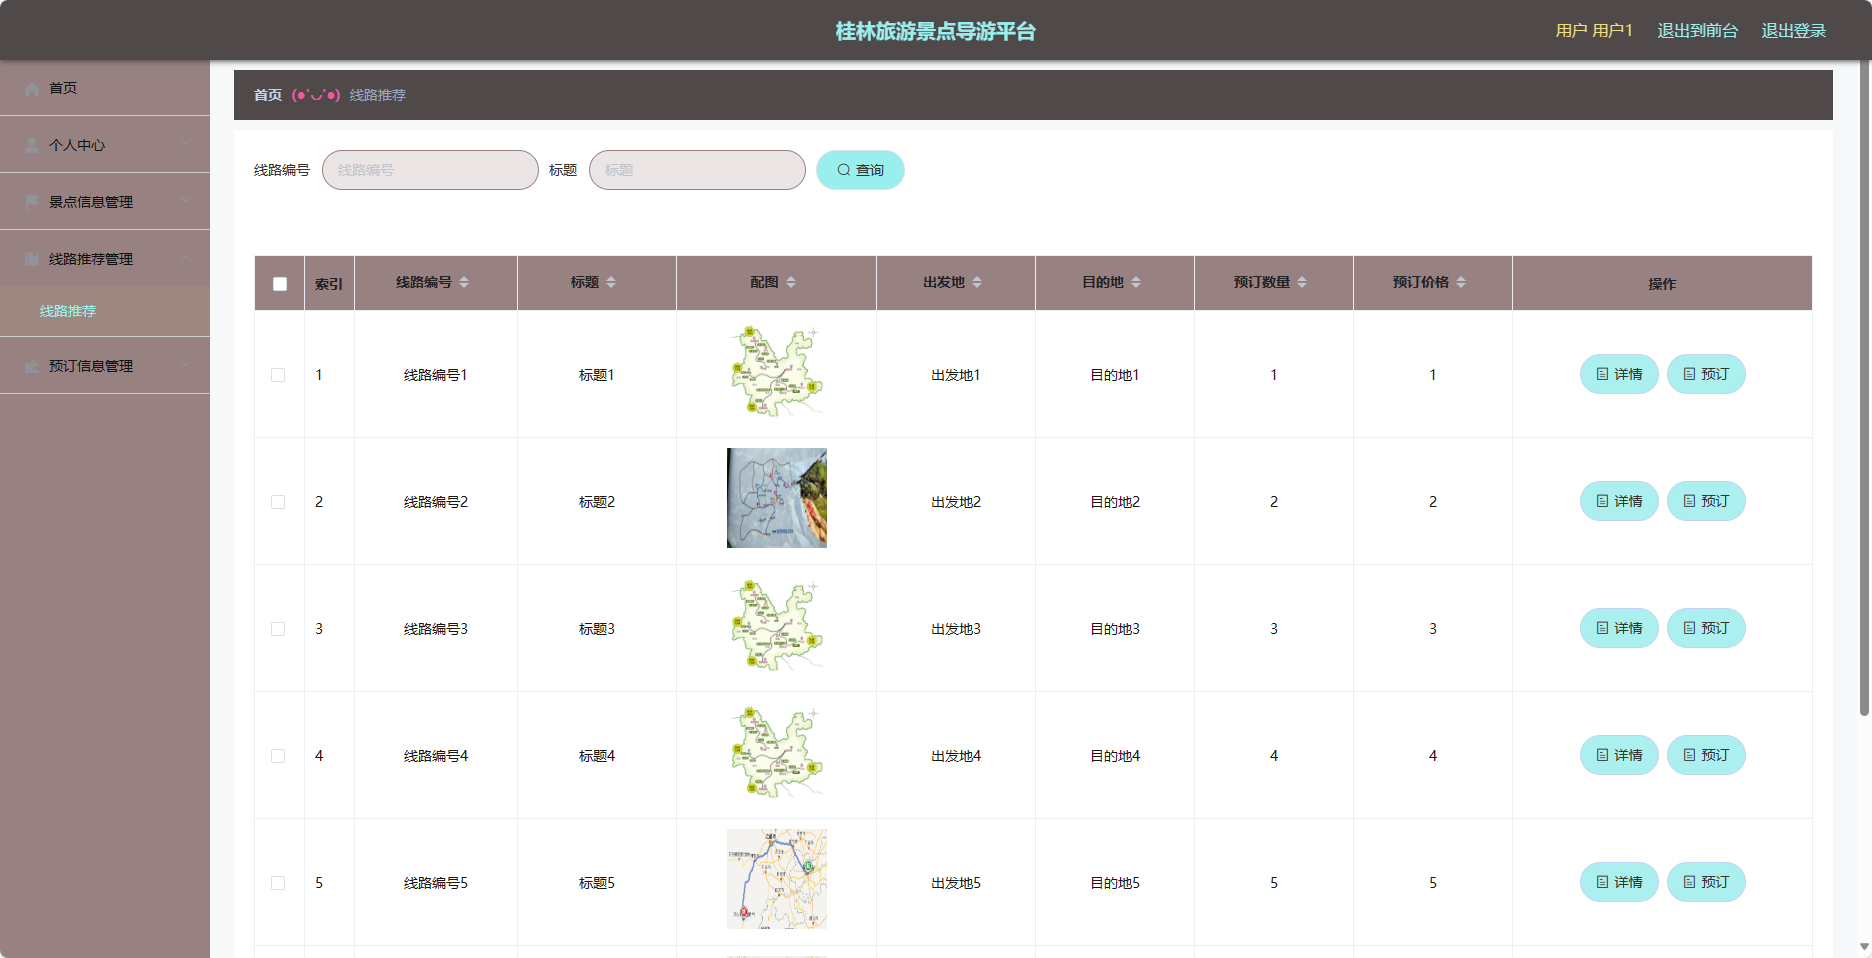 桂林旅游景点导游平台
用户 用户1 退出到前台 退出登录
首页
个人中心
景点信息管理
线路推荐管理
线路推荐
预订信息管理
首页 (●'◡'●) 线路推荐
线路编号 线路编号 标题 标题 查询
索引 线路编号 标题 配图 出发地 目的地 预订数量 预订价格 操作
1 线路编号1 标题1 出发地1 目的地1 1 1 详情 预订
2 线路编号2 标题2 出发地2 目的地2 2 2 详情 预订
3 线路编号3 标题3 出发地3 目的地3 3 3 详情 预订
4 线路编号4 标题4 出发地4 目的地4 4 4 详情 预订
5 线路编号5 标题5 出发地5 目的地5 5 5 详情 预订